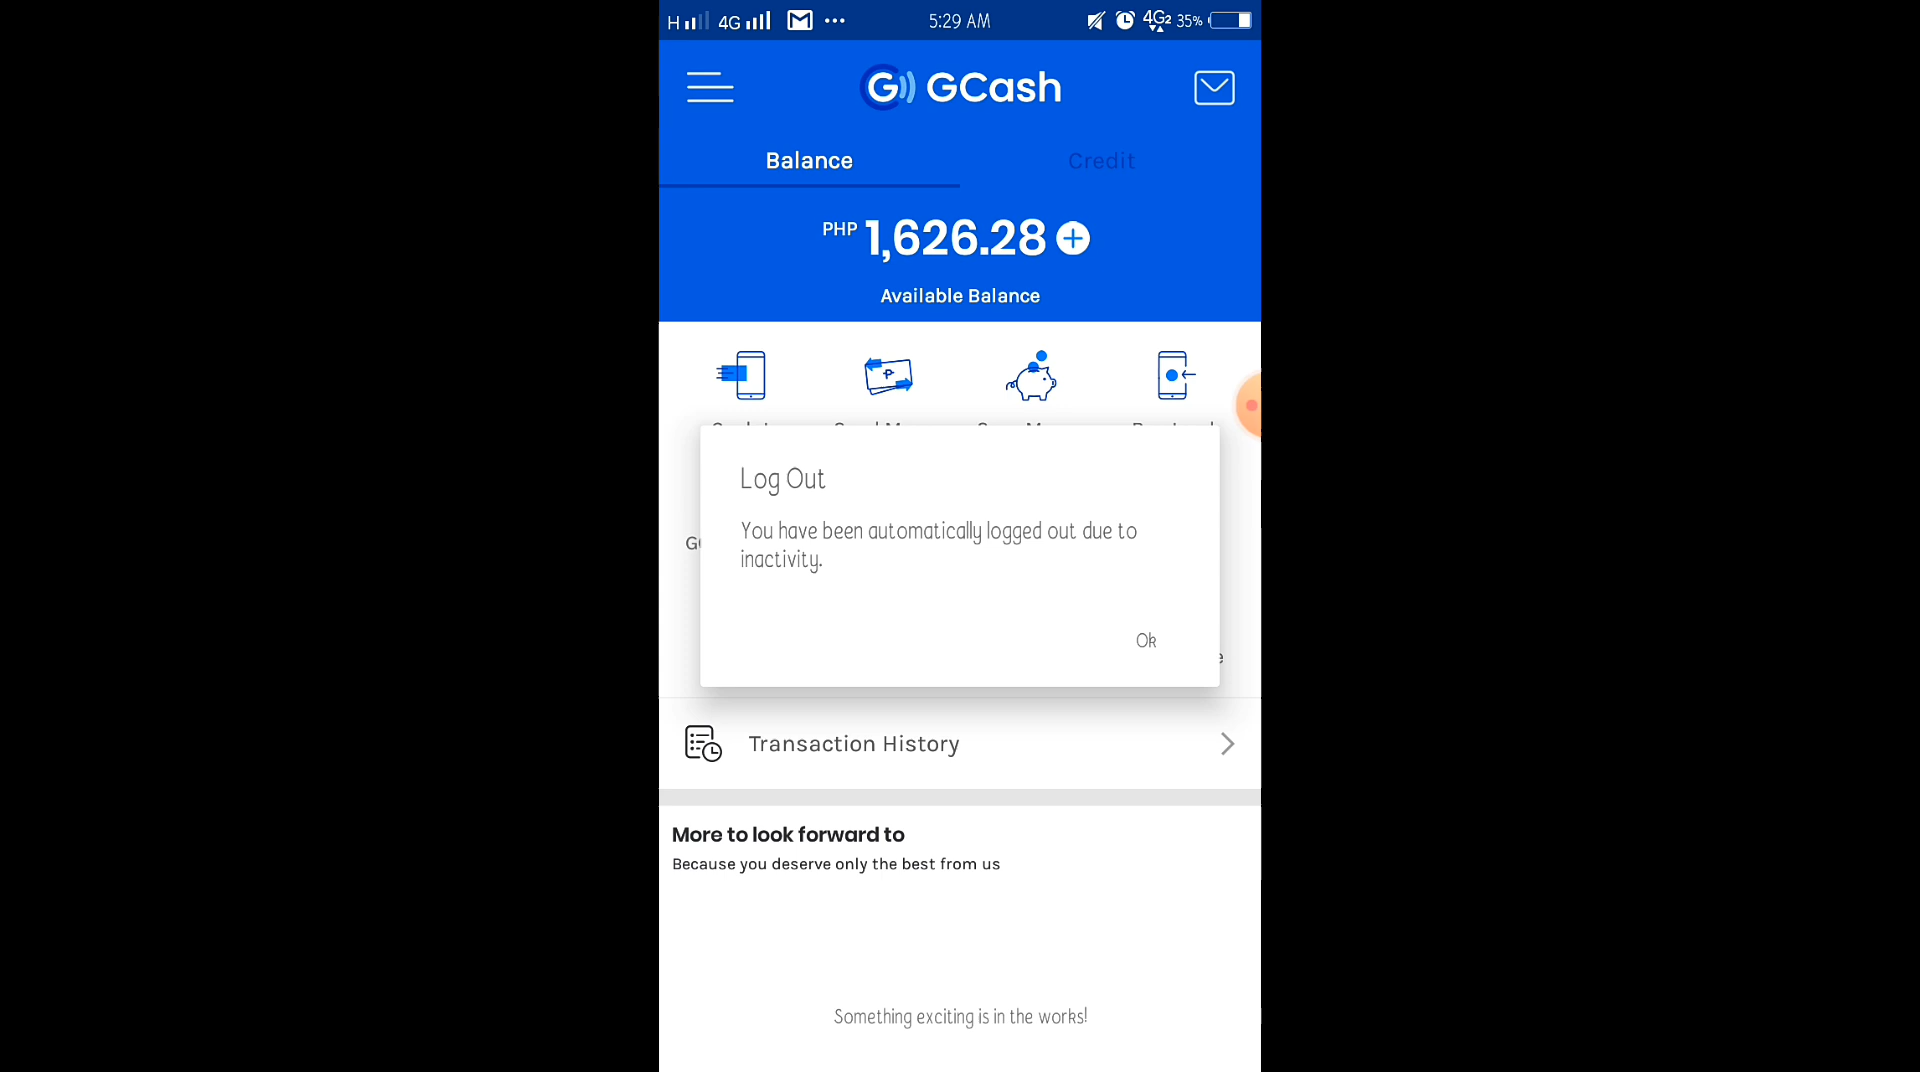 H 4G 5:29 AM 4G2 35%
GCash
Balance Credit
PHP 1,626.28
Available Balance
Log Out
You have been automatically logged out due to
inactivity.
Ok
Transaction History
More to look forward to
Because you deserve only the best from us
Something exciting is in the works!